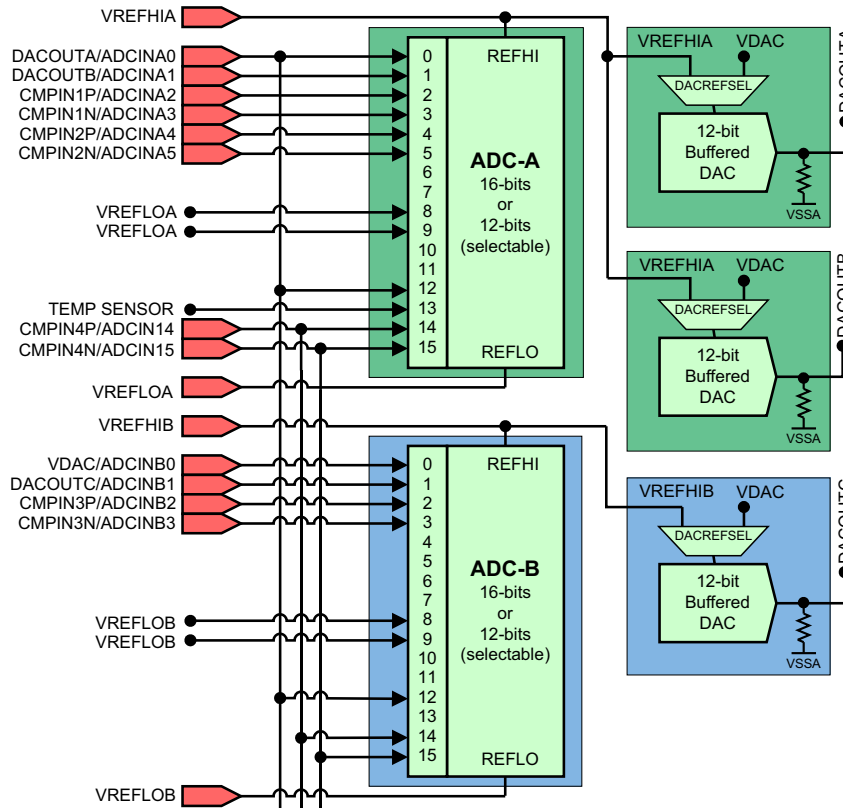 VREFHIA
DACOUTA/ADCINA0
DACOUTB/ADCINA1
CMPIN1P/ADCINA2
CMPIN1N/ADCINA3
CMPIN2P/ADCINA4
CMPIN2N/ADCINA5
VREFLOA
VREFLOA
TEMP SENSOR
CMPIN4P/ADCIN14
CMPIN4N/ADCIN15
VREFLOA
REFHI
0
1
2
3
4
5
6
7
8
9
10
11
12
13
14
15
ADC-A
16-bits
or
12-bits
(selectable)
REFLO
VREFHIA VDAC
DACREFSEL
12-bit
Buffered
DAC
VSSA
DACOUTA
VREFHIA VDAC
DACREFSEL
12-bit
Buffered
DAC
VSSA
DACOUTB
VREFHIB
VDAC/ADCINB0
DACOUTC/ADCINB1
CMPIN3P/ADCINB2
CMPIN3N/ADCINB3
VREFLOB
VREFLOB
VREFLOB
REFHI
0
1
2
3
4
5
6
7
8
9
10
11
12
13
14
15
ADC-B
16-bits
or
12-bits
(selectable)
REFLO
VREFHIB VDAC
DACREFSEL
12-bit
Buffered
DAC
VSSA
DACOUTC